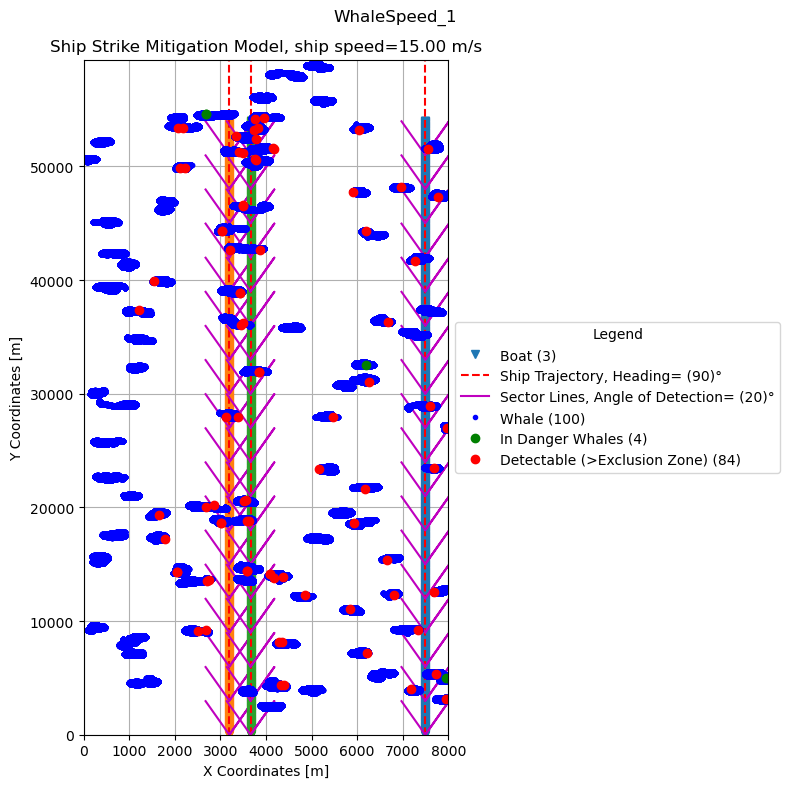 WhaleSpeed_1
Ship Strike Mitigation Model, ship speed=15.00 m/s
Y Coordinates [m]
50000
40000
30000
20000
10000
0
0 1000 2000 3000 4000 5000 6000 7000 8000
X Coordinates [m]
Legend
Boat (3)
Ship Trajectory, Heading= (90)°
Sector Lines, Angle of Detection= (20)°
Whale (100)
In Danger Whales (4)
Detectable (>Exclusion Zone) (84)